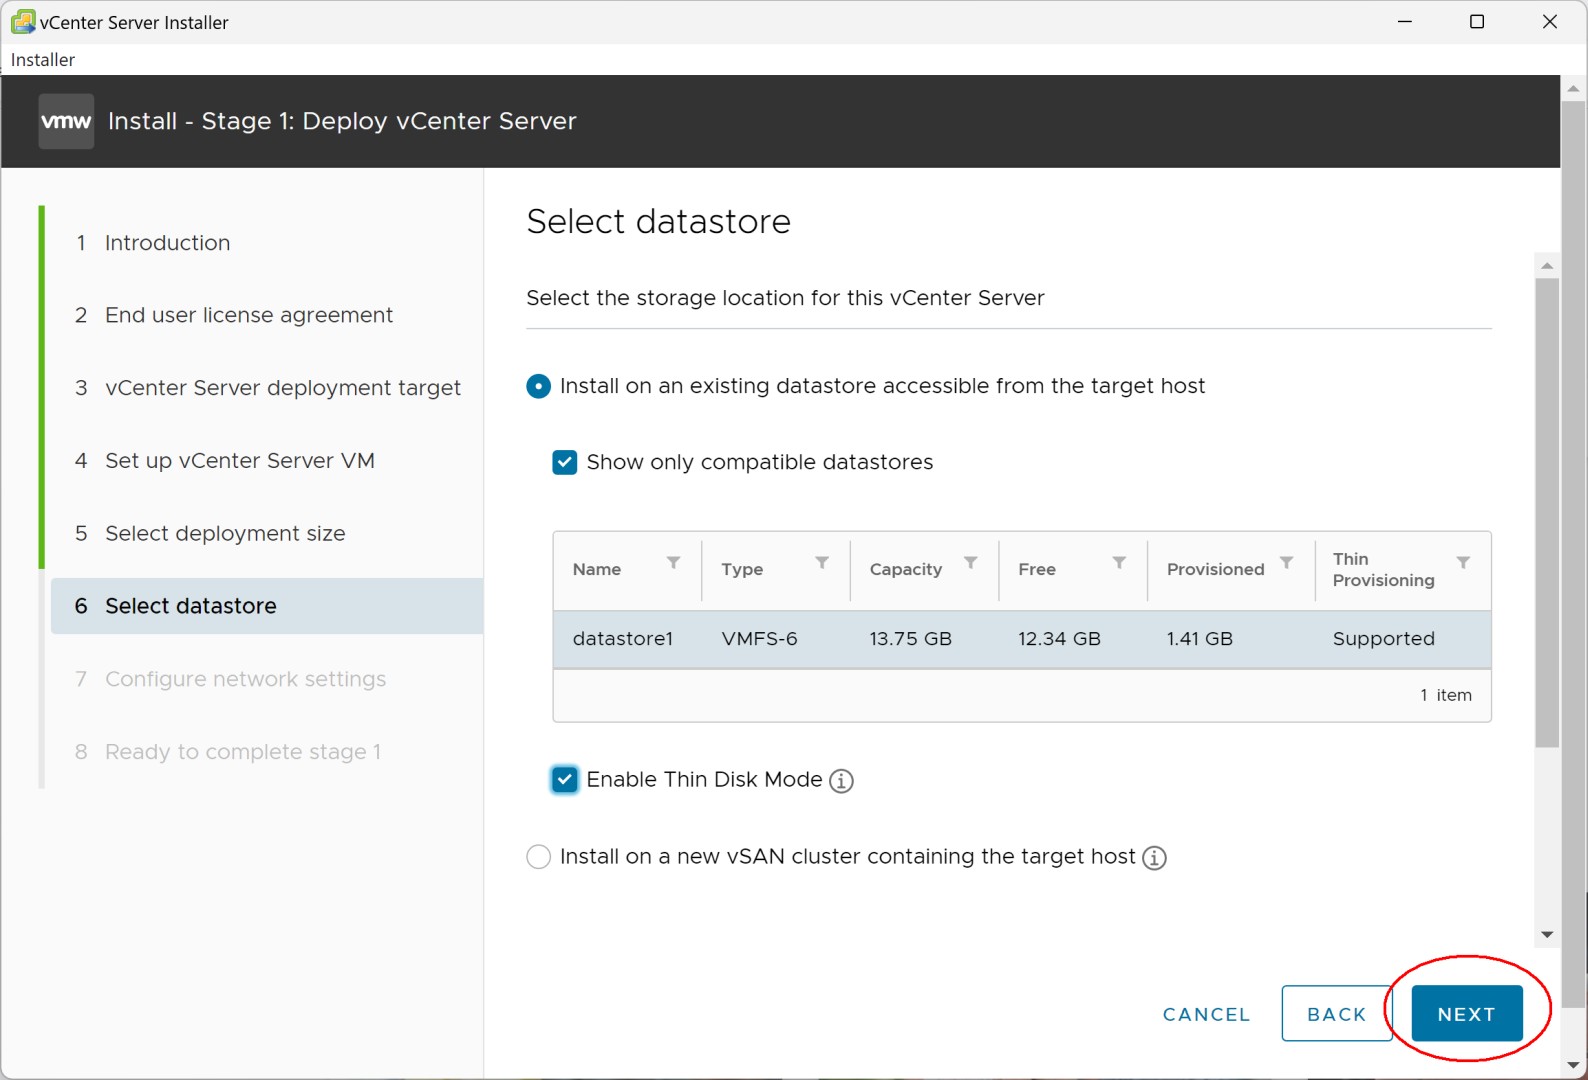 vCenter Server Installer
Installer
vmw
Install - Stage 1: Deploy vCenter Server
1 Introduction
2 End user license agreement
3 vCenter Server deployment target
4 Set up vCenter Server VM
5 Select deployment size
6 Select datastore
7 Configure network settings
8 Ready to complete stage 1
Select datastore
Select the storage location for this vCenter Server
Install on an existing datastore accessible from the target host
Show only compatible datastores
Name Type Capacity Free Provisioned Thin Provisioning
datastore1 VMFS-6 13.75 GB 12.34 GB 1.41 GB Supported
1 item
Enable Thin Disk Mode
Install on a new vSAN cluster containing the target host
CANCEL BACK NEXT